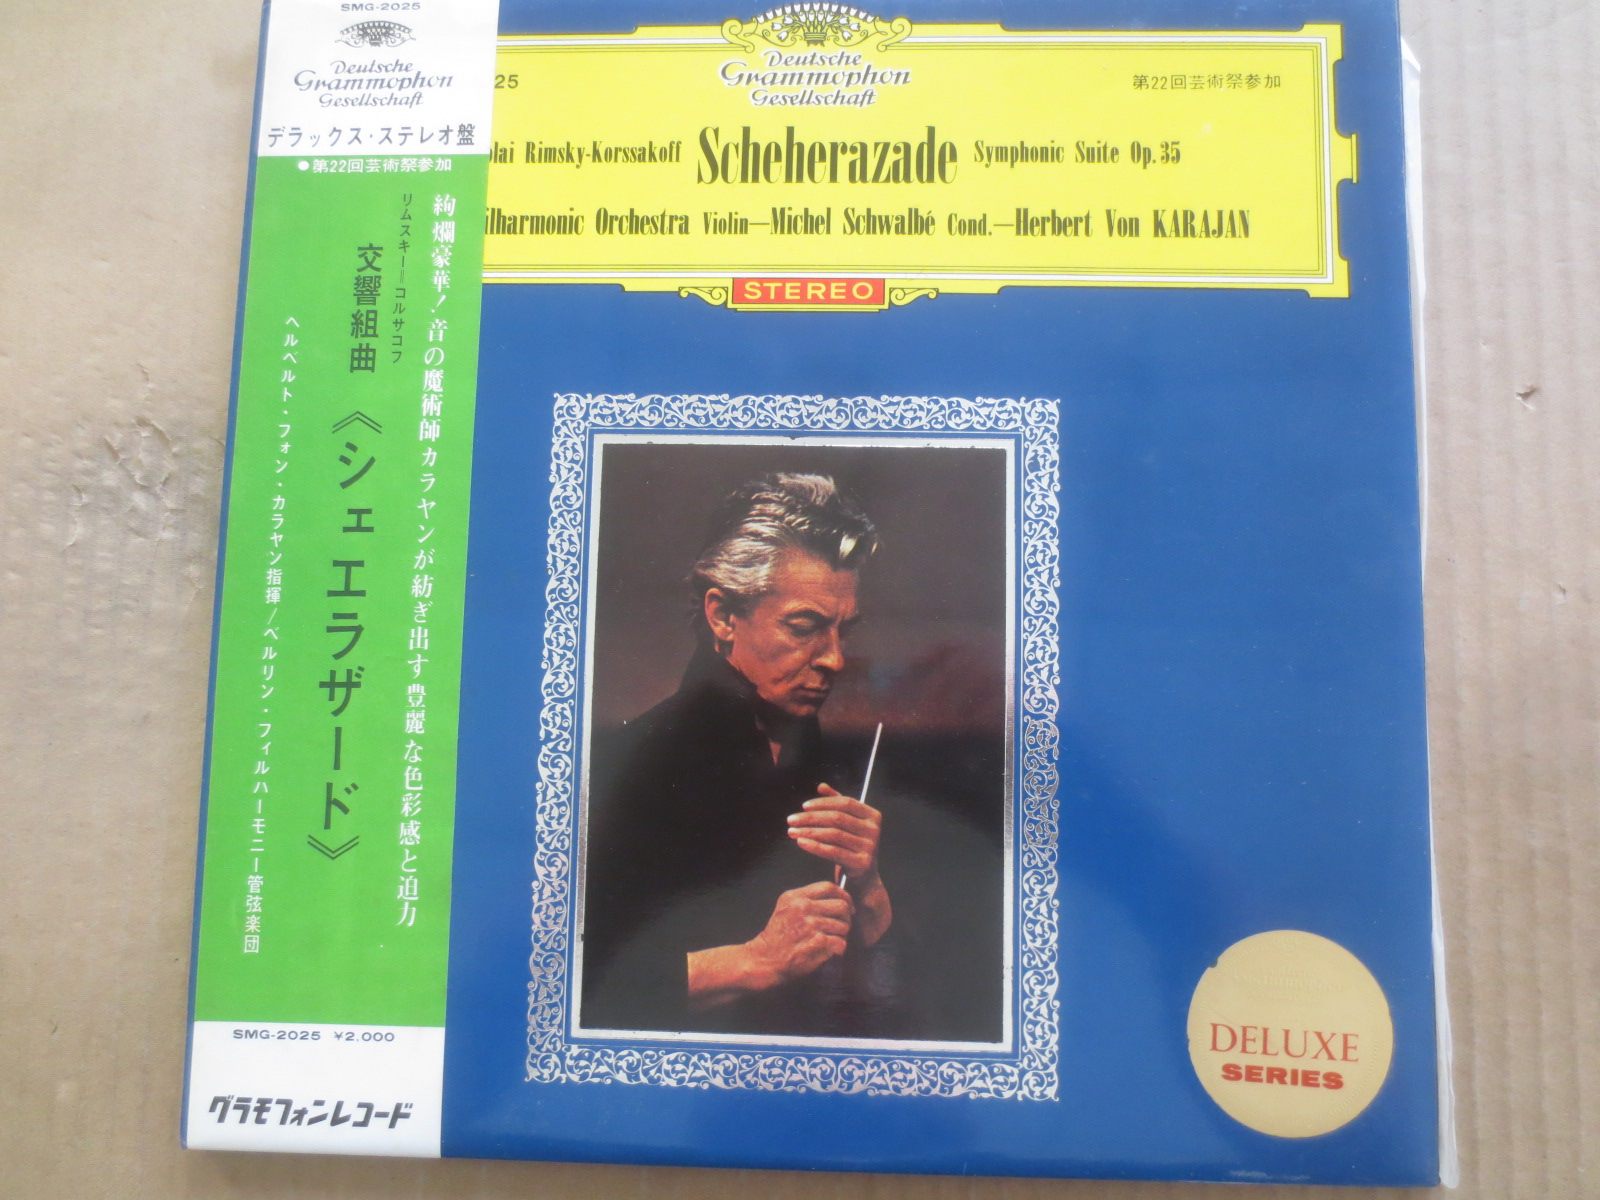 SMG-2025
Deutsche
Grammophon
Gesellschaft
デラックス・ステレオ盤
●第22回芸術祭参加
絢爛豪華！音の魔術師カラヤンが紡ぎ出す豊麗な色彩感と迫力
リムスキー＝コルサコフ
交響組曲《シェエラザード》
ヘルベルト・フォン・カラヤン指揮/ベルリン・フィルハーモニー管弦楽団
SMG-2025 ¥2,000
グラモフォンレコード
25
Deutsche
Grammophon
Gesellschaft
第22回芸術祭参加
olai Rimsky-Korssakoff Scheherazade Symphonic Suite Op.35
ilharmonic Orchestra Violin—Michel Schwalbé Cond.—Herbert Von KARAJAN
STEREO
DELUXE
SERIES